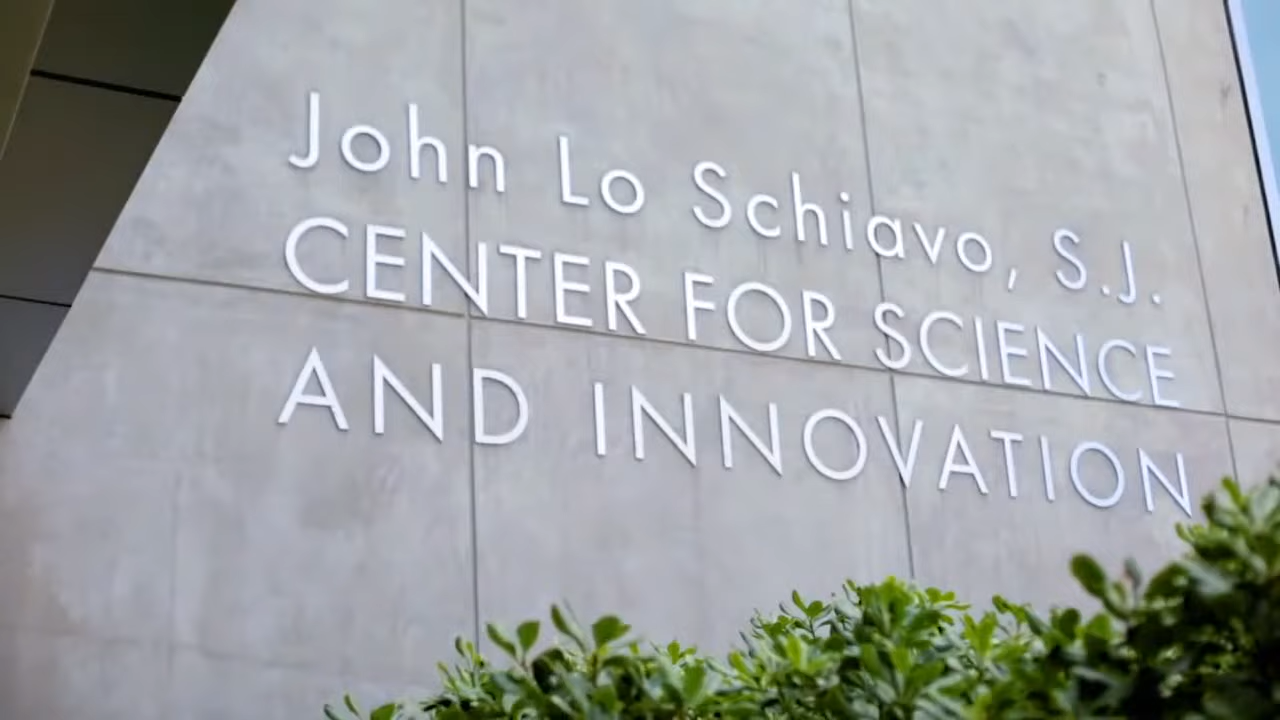 John Lo Schiavo, S.J.
CENTER FOR SCIENCE
AND INNOVATION